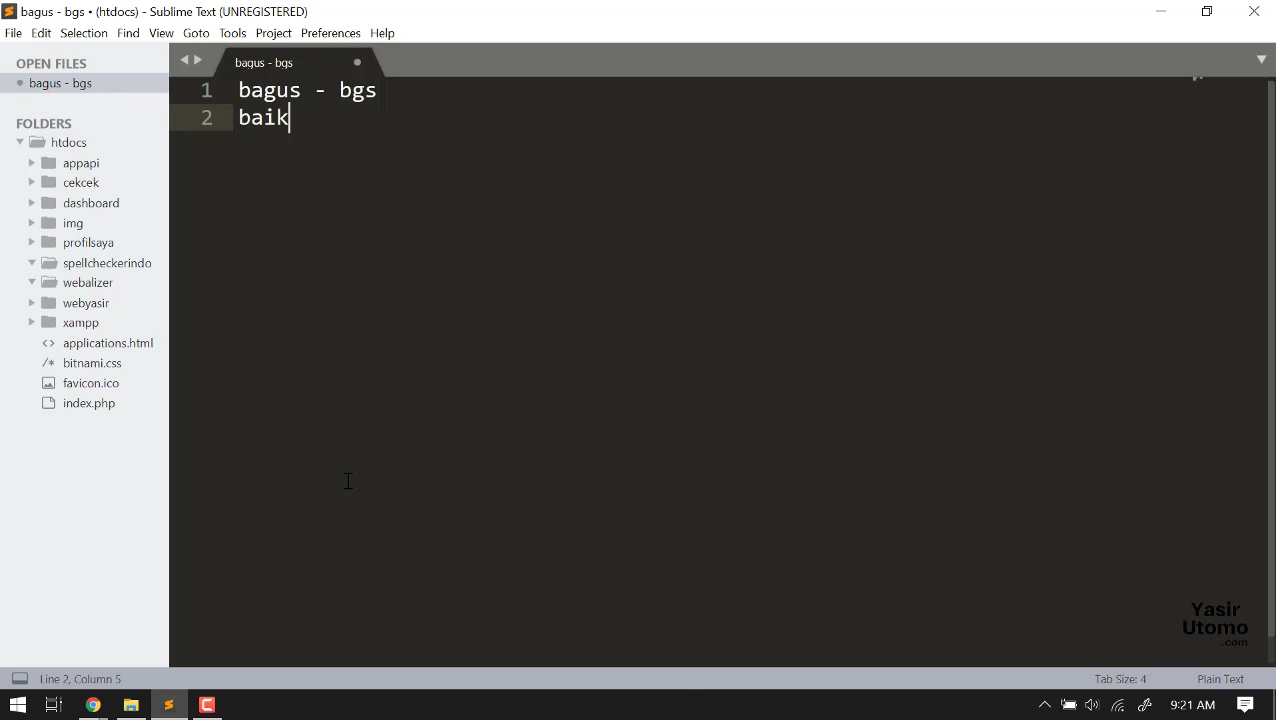 bagus - bgs • (htdocs) - Sublime Text (UNREGISTERED)
File Edit Selection Find View Goto Tools Project Preferences Help
OPEN FILES
bagus - bgs
FOLDERS
htdocs
appapi
cekcek
dashboard
img
profilsaya
spellcheckerindo
webalizer
webyasir
xampp
<> applications.html
/* bitnami.css
favicon.ico
index.php
bagus - bgs
1 bagus - bgs
2 baik
Yasir
Utomo
.com
Line 2, Column 5
Tab Size: 4
Plain Text
9:21 AM